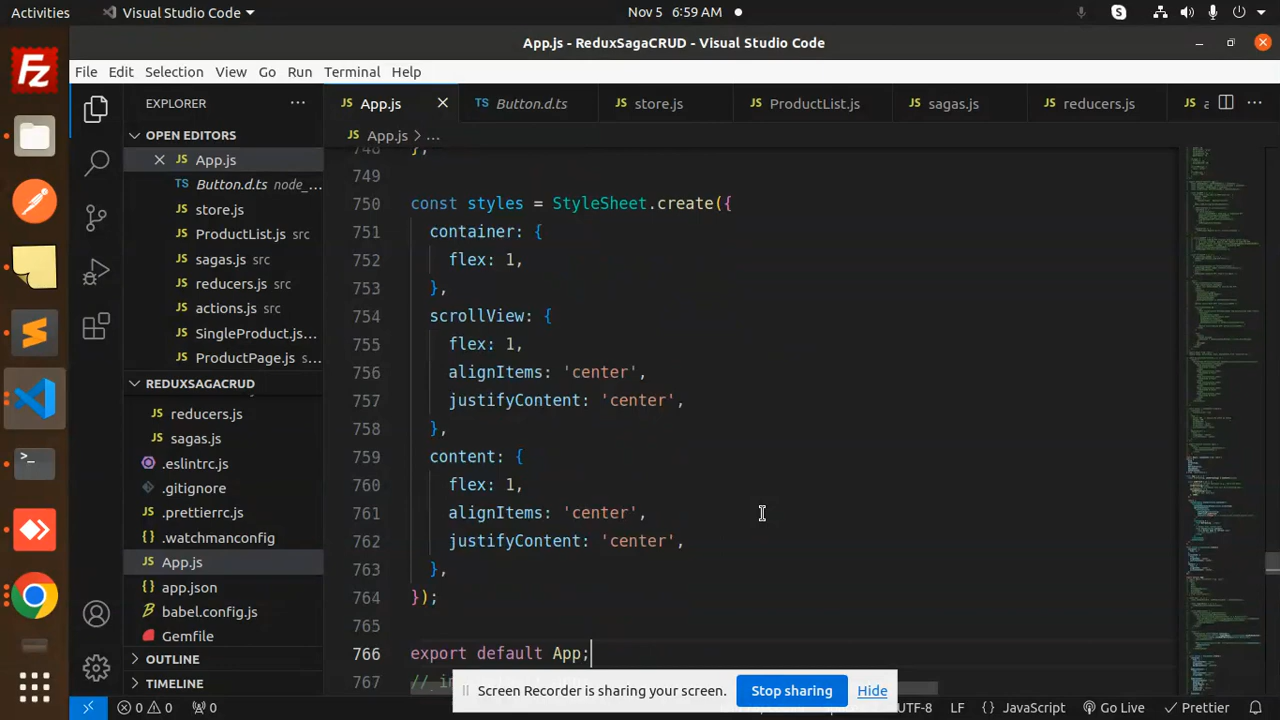 Activities
Visual Studio Code
Nov 5 6:59 AM
App.js - ReduxSagaCRUD - Visual Studio Code
File Edit Selection View Go Run Terminal Help
EXPLORER
JS App.js
TS Button.d.ts
JS store.js
JS ProductList.js
JS sagas.js
JS reducers.js
JS a
OPEN EDITORS
JS App.js
TS Button.d.ts node_...
JS store.js
JS ProductList.js src
JS sagas.js src
JS reducers.js src
JS actions.js src
JS SingleProduct.js...
JS ProductPage.js s...
REDUXSAGACRUD
JS reducers.js
JS sagas.js
.eslintrc.js
.gitignore
.prettierrc.js
.watchmanconfig
JS App.js
app.json
babel.config.js
Gemfile
OUTLINE
TIMELINE
JS App.js > ...
748 };
749
750 const styles = StyleSheet.create({
751 container: {
752 flex: 1,
753 },
754 scrollView: {
755 flex: 1,
756 alignItems: 'center',
757 justifyContent: 'center',
758 },
759 content: {
760 flex: 1,
761 alignItems: 'center',
762 justifyContent: 'center',
763 },
764 });
765
766 export default App;
767 //
Screen Recorder is sharing your screen.
Stop sharing
Hide
0 0 0
UTF-8 LF {} JavaScript Go Live Prettier